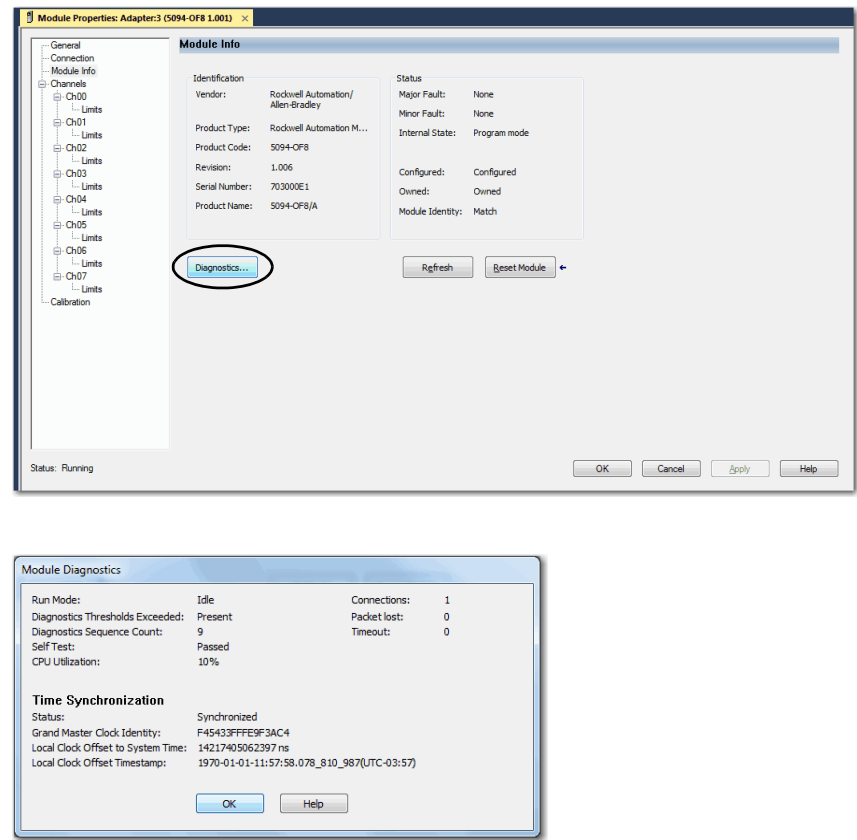 Module Properties: Adapter:3 (5094-OF8 1.001) ×
General
Connection
Module Info
Channels
Ch00
Limits
Ch01
Limits
Ch02
Limits
Ch03
Limits
Ch04
Limits
Ch05
Limits
Ch06
Limits
Ch07
Limits
Calibration
Module Info
Identification
Vendor: Rockwell Automation/
Allen-Bradley
Product Type: Rockwell Automation M...
Product Code: 5094-OF8
Revision: 1.006
Serial Number: 703000E1
Product Name: 5094-OF8/A
Status
Major Fault: None
Minor Fault: None
Internal State: Program mode
Configured: Configured
Owned: Owned
Module Identity: Match
Diagnostics... Refresh Reset Module ←
Status: Running
OK Cancel Apply Help
Module Diagnostics
Run Mode: Idle Connections: 1
Diagnostics Thresholds Exceeded: Present Packet lost: 0
Diagnostics Sequence Count: 9 Timeout: 0
Self Test: Passed
CPU Utilization: 10%
Time Synchronization
Status: Synchronized
Grand Master Clock Identity: F45433FFFE9F3AC4
Local Clock Offset to System Time: 14217405062397 ns
Local Clock Offset Timestamp: 1970-01-01-11:57:58.078_810_987(UTC-03:57)
OK Help